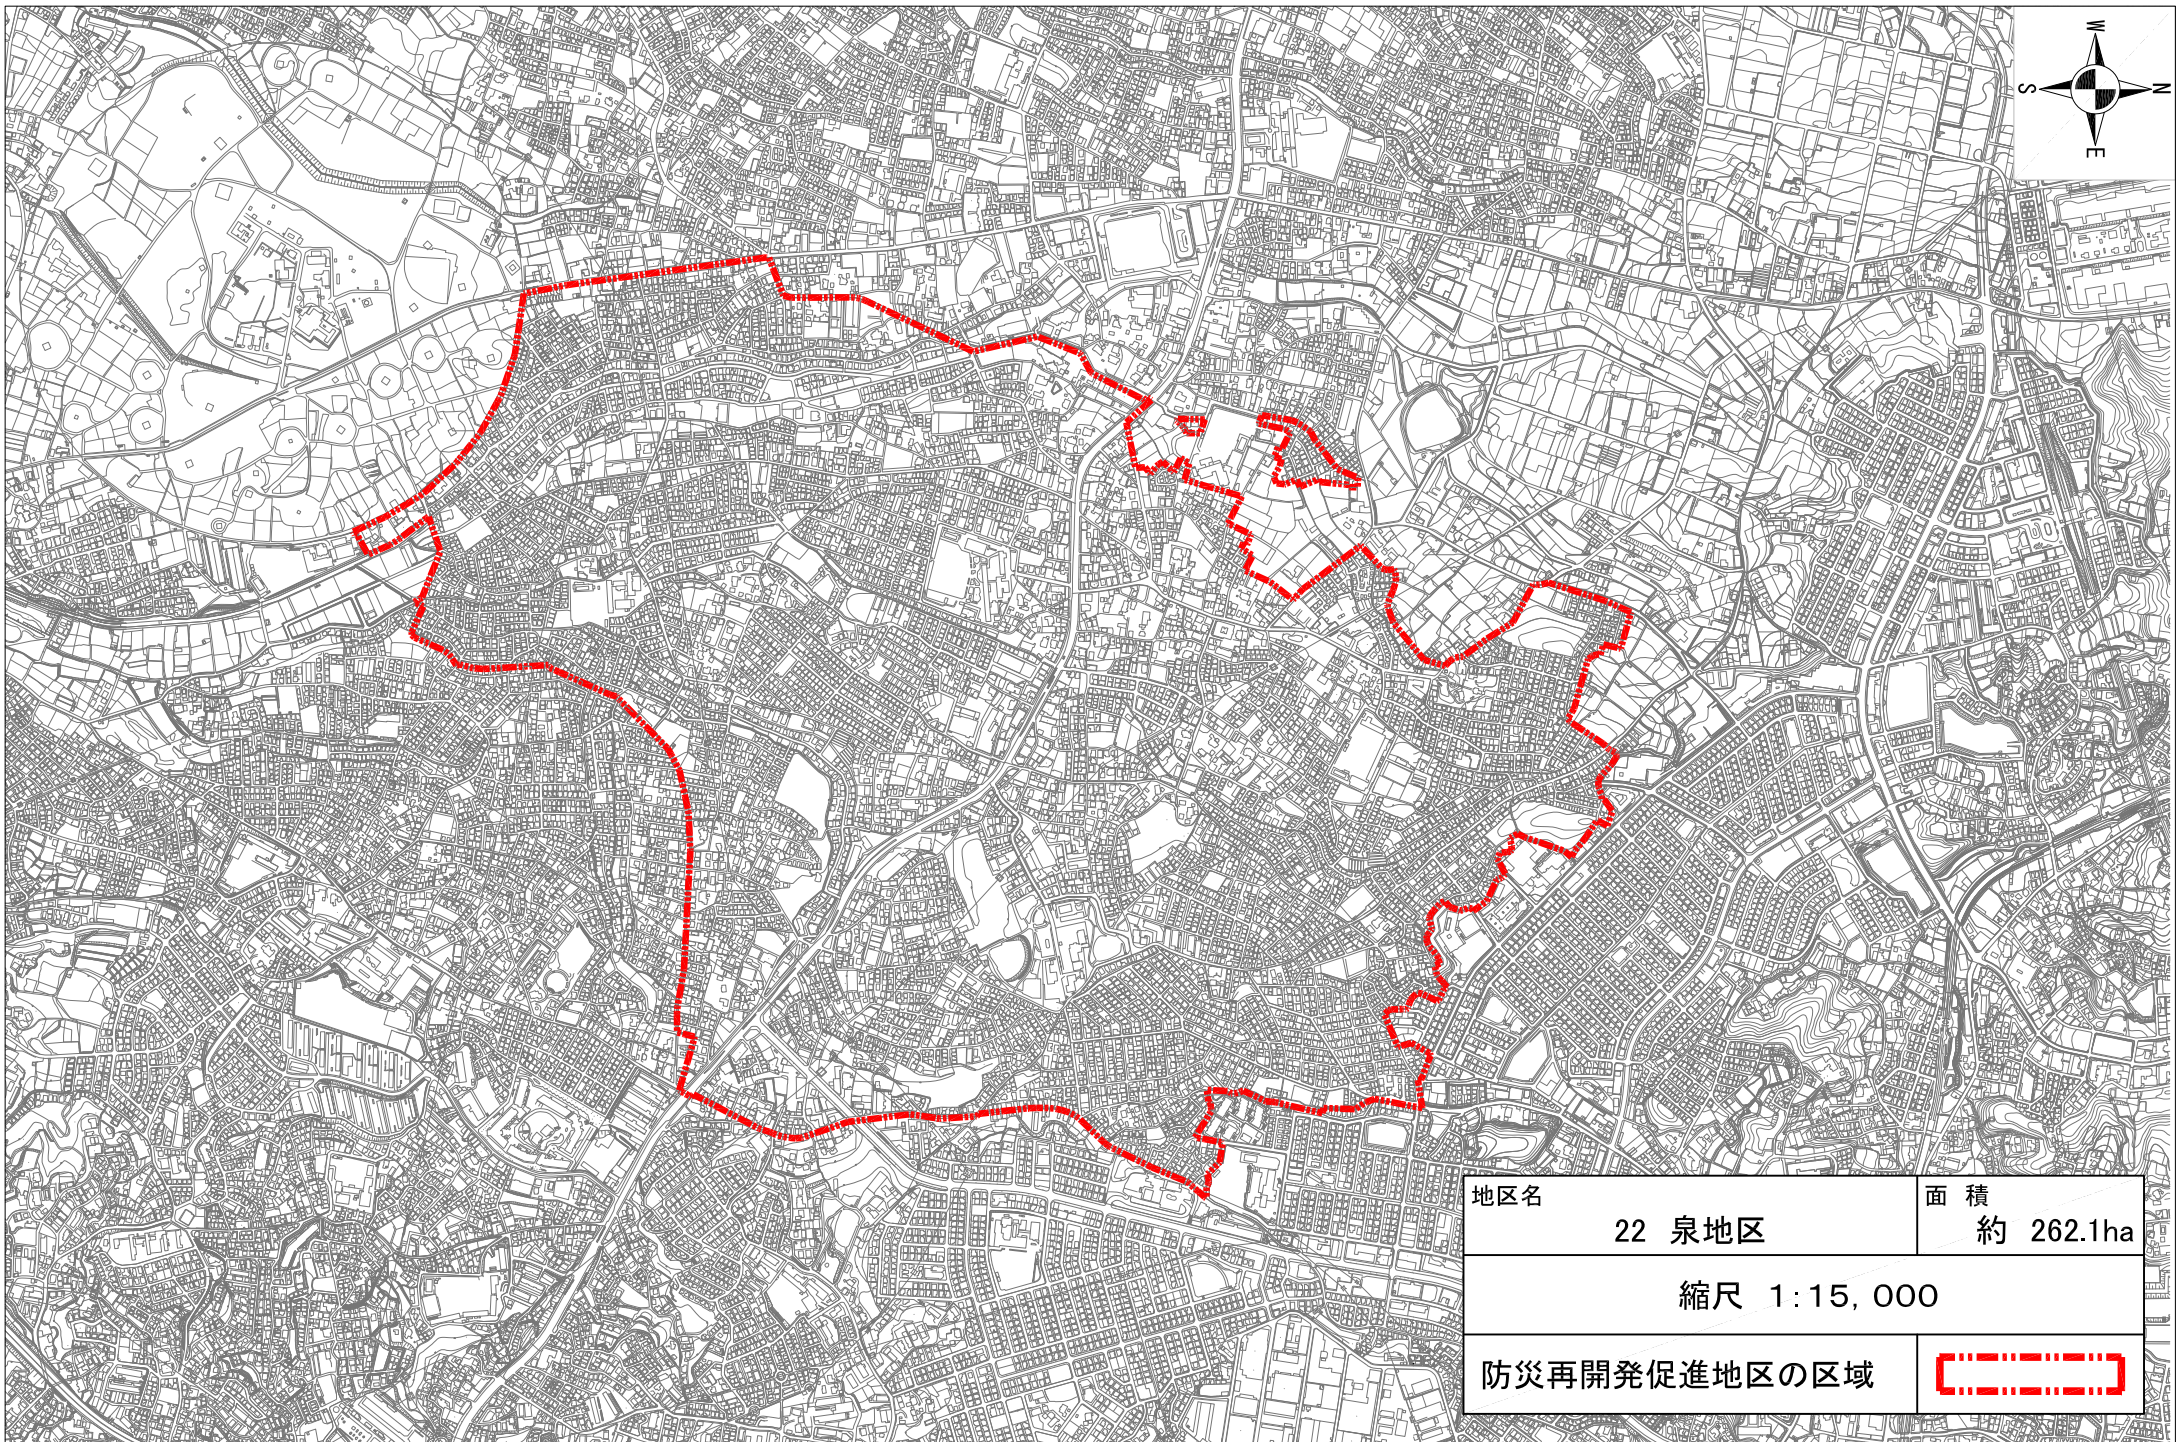 W
N
S
E
地区名
22 泉地区
面 積
約 262.1ha
縮尺 1:15,000
防災再開発促進地区の区域